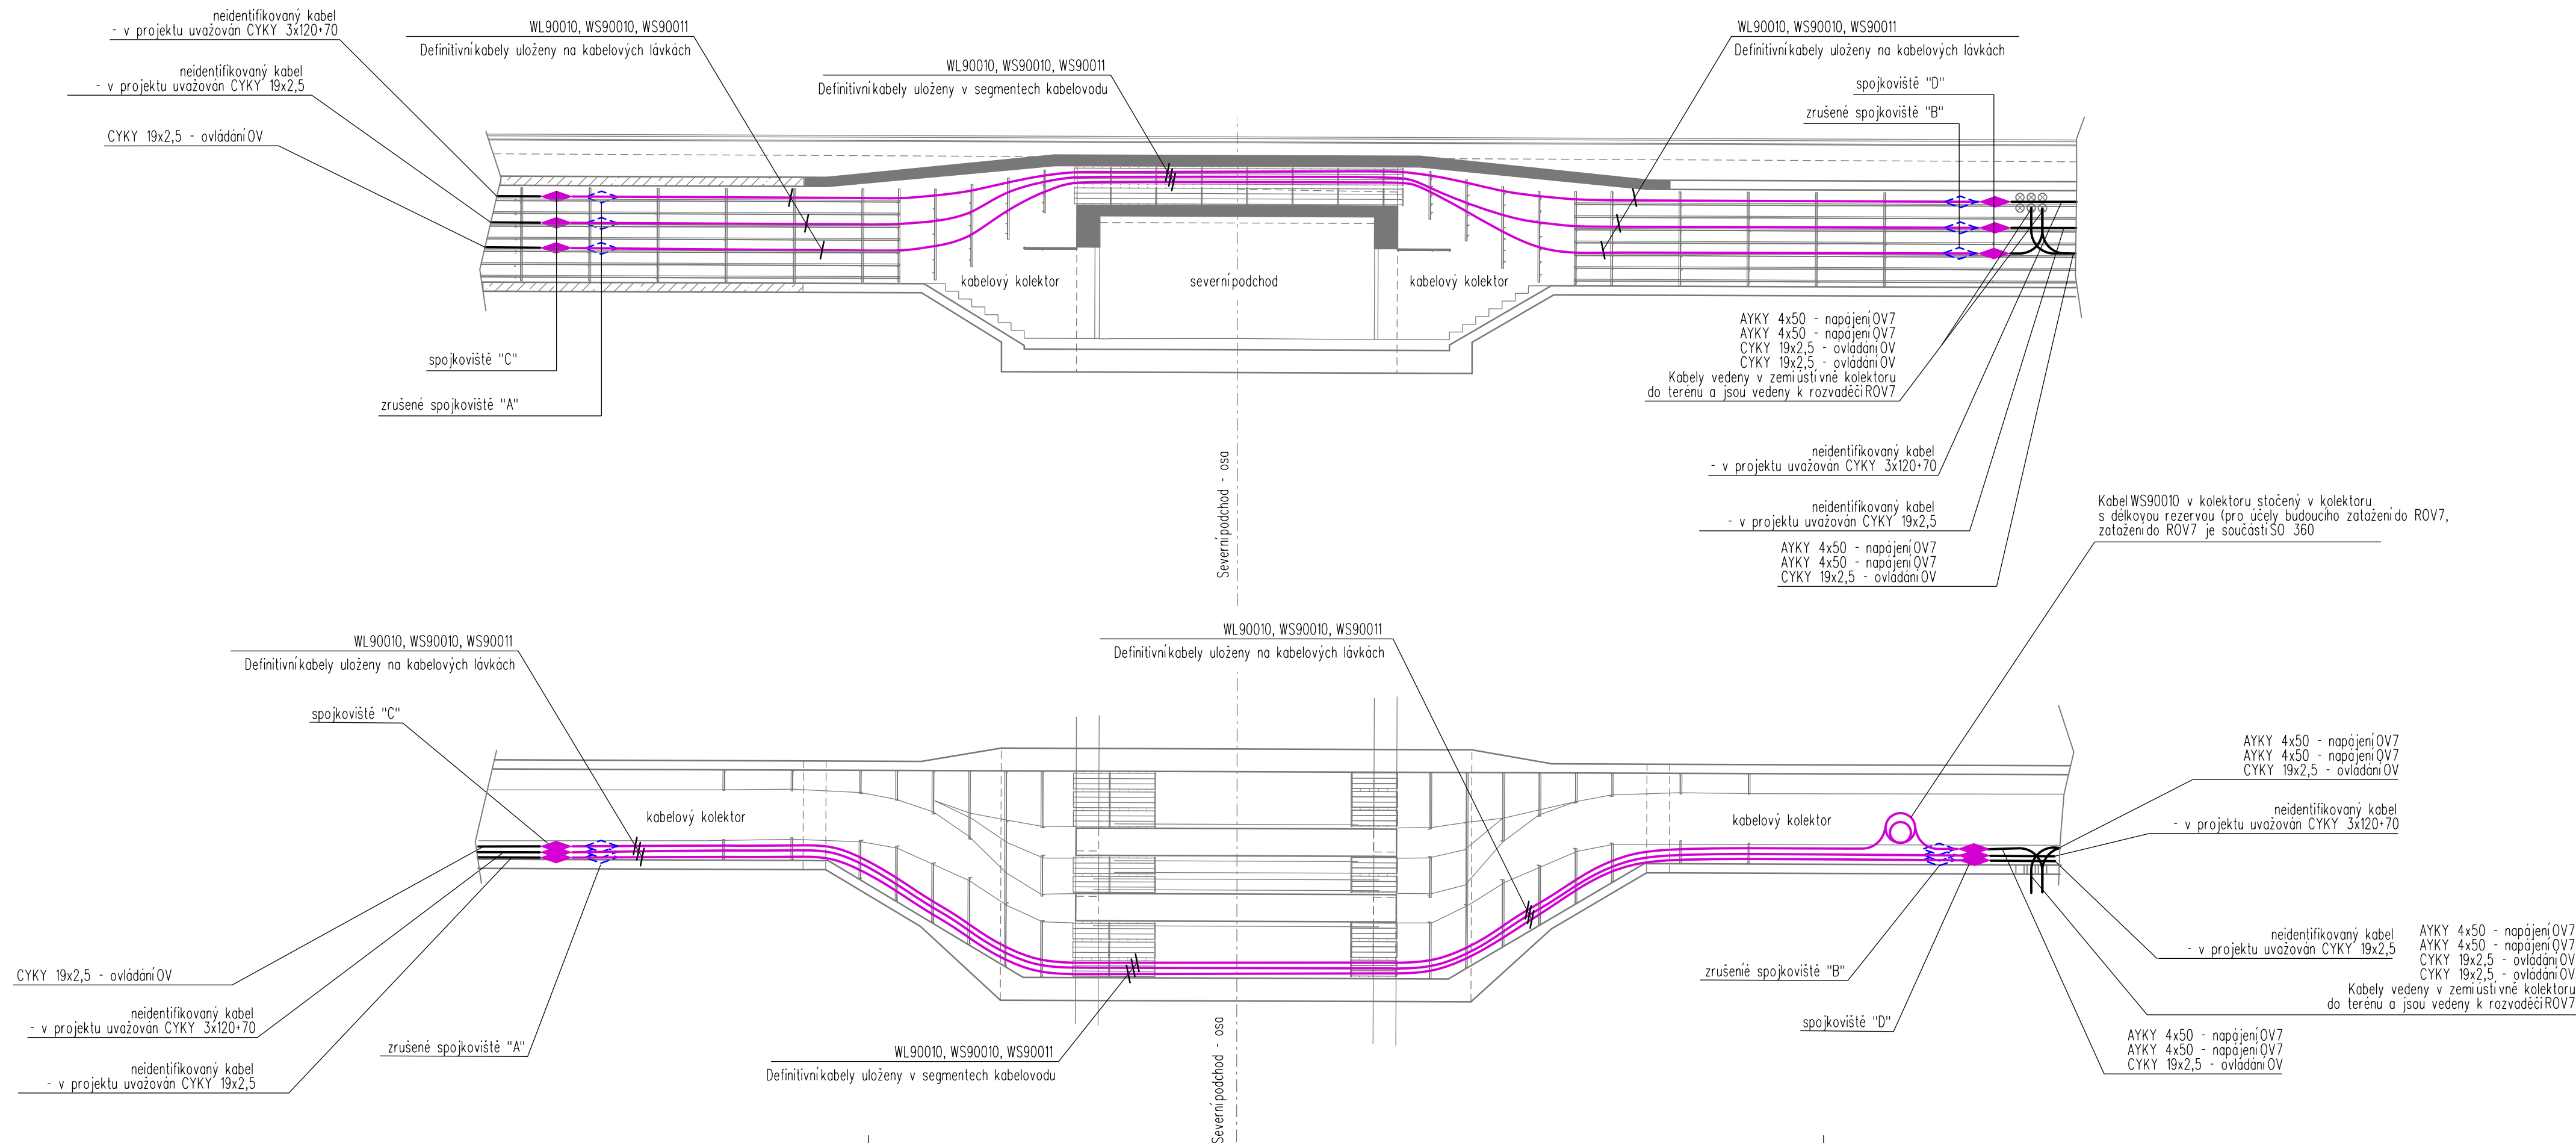 neidentifikovaný kabel
- v projektu uvažován CYKY 3x120+70
neidentifikovaný kabel
- v projektu uvažován CYKY 19x2,5
CYKY 19x2,5 - ovládání OV
WL90010, WS90010, WS90011
Definitivní kabely uloženy na kabelových lávkách
WL90010, WS90010, WS90011
Definitivní kabely uloženy v segmentech kabelovodu
WL90010, WS90010, WS90011
Definitivní kabely uloženy na kabelových lávkách
spojkoviště "D"
zrušené spojkoviště "B"
kabelový kolektor
severní podchod
kabelový kolektor
spojkoviště "C"
zrušené spojkoviště "A"
AYKY 4x50 - napájení OV7
AYKY 4x50 - napájení OV7
CYKY 19x2,5 - ovládání OV
CYKY 19x2,5 - ovládání OV
Kabely vedeny v zemi ústí vně kolektoru
do terénu a jsou vedeny k rozvaděči ROV7
neidentifikovaný kabel
- v projektu uvažován CYKY 3x120+70
neidentifikovaný kabel
- v projektu uvažován CYKY 19x2,5
AYKY 4x50 - napájení OV7
AYKY 4x50 - napájení OV7
CYKY 19x2,5 - ovládání OV
Severní podchod - osa
Kabel WS90010 v kolektoru stočený v kolektoru
s délkovou rezervou (pro účely budoucího zatažení do ROV7,
zatažení do ROV7 je součástí SO 360
WL90010, WS90010, WS90011
Definitivní kabely uloženy na kabelových lávkách
spojkoviště "C"
WL90010, WS90010, WS90011
Definitivní kabely uloženy na kabelových lávkách
kabelový kolektor
kabelový kolektor
AYKY 4x50 - napájení OV7
AYKY 4x50 - napájení OV7
CYKY 19x2,5 - ovládání OV
neidentifikovaný kabel
- v projektu uvažován CYKY 3x120+70
neidentifikovaný kabel
- v projektu uvažován CYKY 19x2,5
AYKY 4x50 - napájení OV7
AYKY 4x50 - napájení OV7
CYKY 19x2,5 - ovládání OV
CYKY 19x2,5 - ovládání OV
Kabely vedeny v zemi ústí vně kolektoru
do terénu a jsou vedeny k rozvaděči ROV7
AYKY 4x50 - napájení OV7
AYKY 4x50 - napájení OV7
CYKY 19x2,5 - ovládání OV
zrušenié spojkoviště "B"
spojkoviště "D"
CYKY 19x2,5 - ovládání OV
neidentifikovaný kabel
- v projektu uvažován CYKY 3x120+70
neidentifikovaný kabel
- v projektu uvažován CYKY 19x2,5
zrušené spojkoviště "A"
WL90010, WS90010, WS90011
Definitivní kabely uloženy v segmentech kabelovodu
Severní podchod - osa